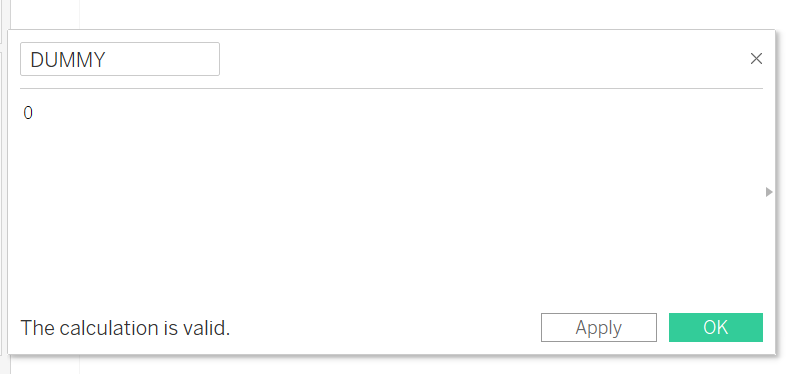 DUMMY
0
The calculation is valid.
Apply
OK